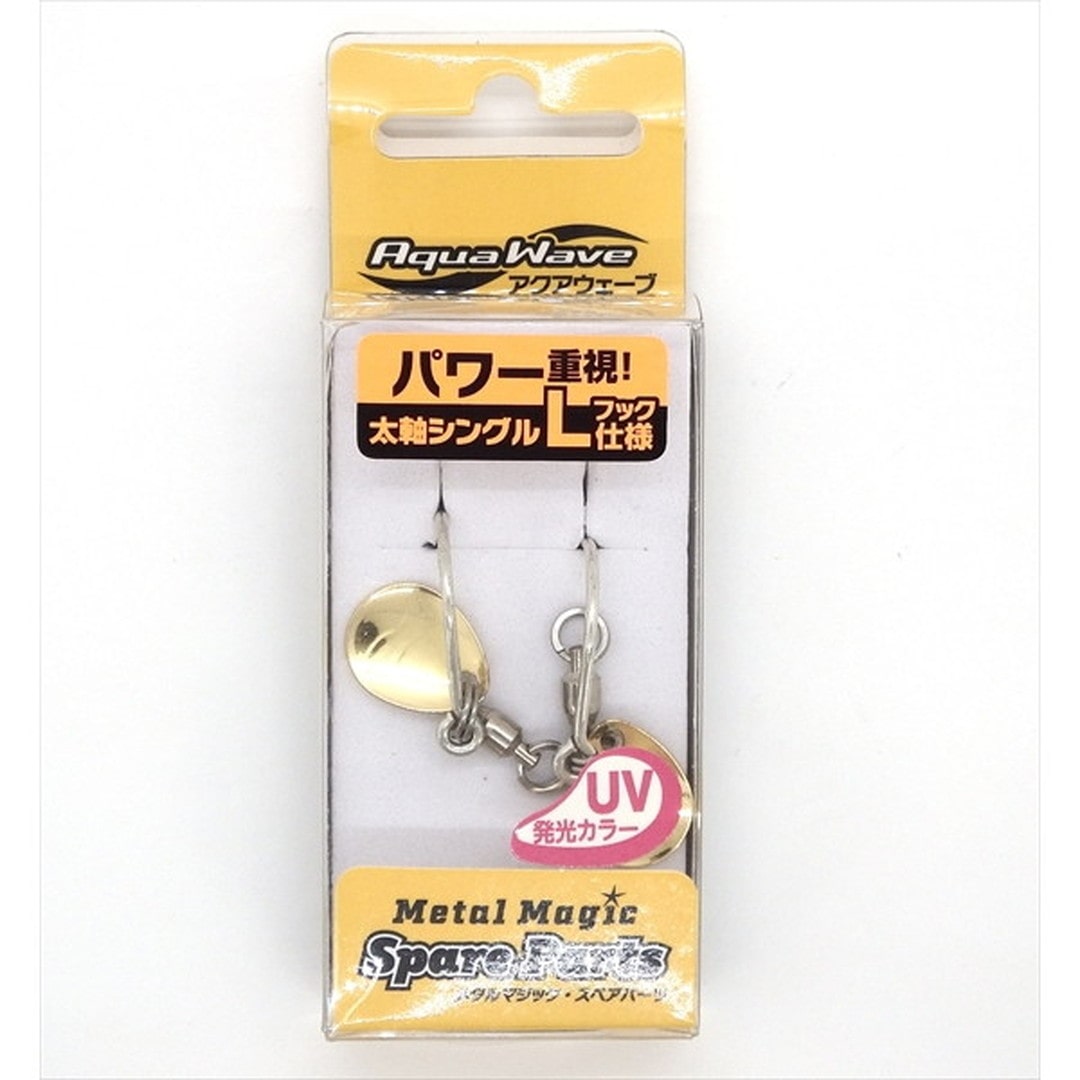 Aqua Wave
アクアウェーブ
パワー重視!
太軸シングルLフック仕様
UV
発光カラー
Metal Magic
Spare Parts
メタルマジック・スペアパーツ